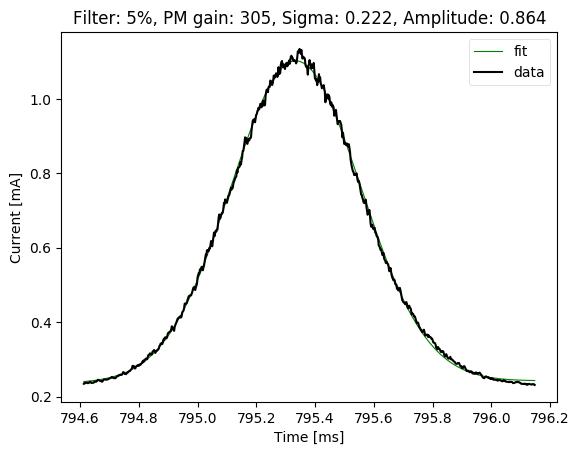 Filter: 5%, PM gain: 305, Sigma: 0.222, Amplitude: 0.864
fit
data
Current [mA]
1.0
0.8
0.6
0.4
0.2
794.6 794.8 795.0 795.2 795.4 795.6 795.8 796.0 796.2
Time [ms]